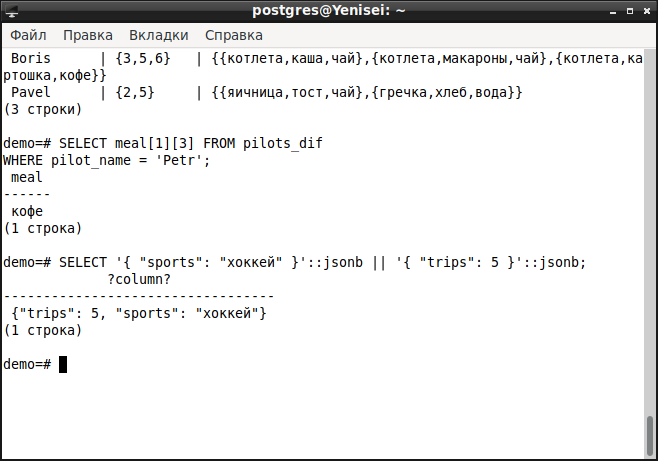 postgres@Yenisei: ~
Файл Правка Вкладки Справка
 Boris      | {3,5,6}   | {{котлета,каша,чай},{котлета,макароны,чай},{котлета,ка
ртошка,кофе}}
 Pavel      | {2,5}     | {{яичница,тост,чай},{гречка,хлеб,вода}}
(3 строки)
demo=# SELECT meal[1][3] FROM pilots_dif
WHERE pilot_name = 'Petr';
 meal
------
 кофе
(1 строка)
demo=# SELECT '{ "sports": "хоккей" }'::jsonb || '{ "trips": 5 }'::jsonb;
             ?column?
----------------------------------
 {"trips": 5, "sports": "хоккей"}
(1 строка)
demo=#